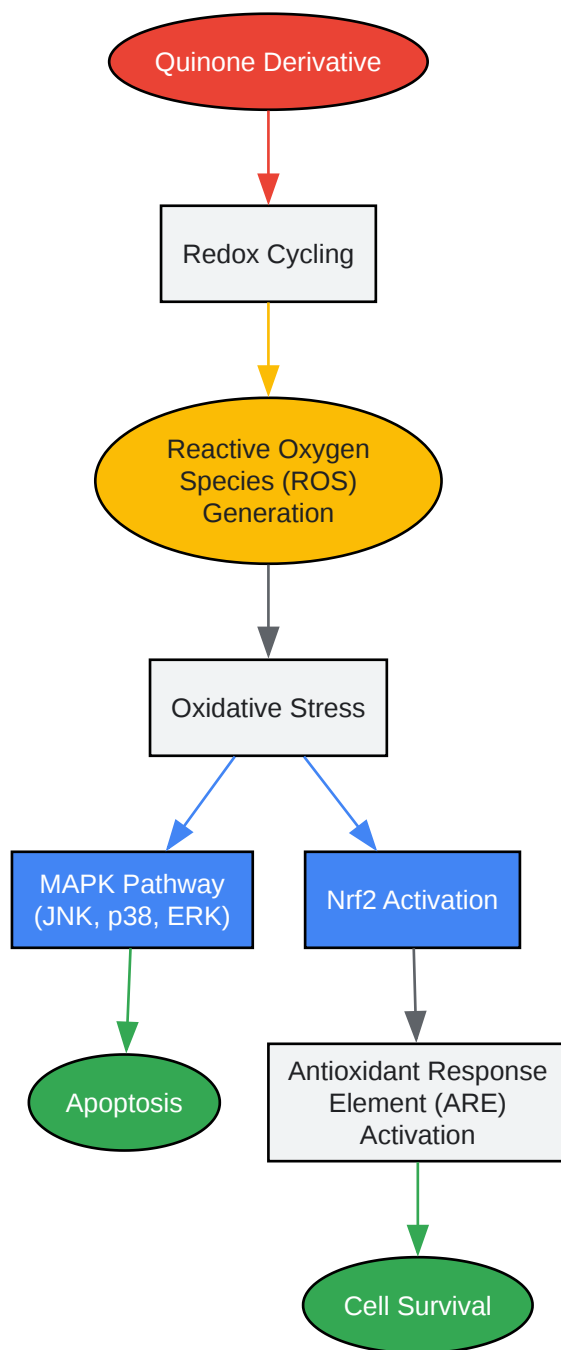 Quinone Derivative
Redox Cycling
Reactive Oxygen
Species (ROS)
Generation
Oxidative Stress
MAPK Pathway
(JNK, p38, ERK)
Nrf2 Activation
Apoptosis
Antioxidant Response
Element (ARE)
Activation
Cell Survival